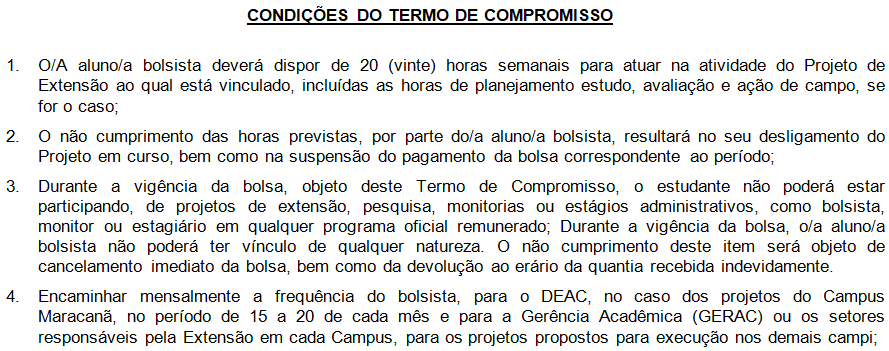 CONDIÇÕES DO TERMO DE COMPROMISSO
1. O/A aluno/a bolsista deverá dispor de 20 (vinte) horas semanais para atuar na atividade do Projeto de
Extensão ao qual está vinculado, incluídas as horas de planejamento estudo, avaliação e ação de campo, se
for o caso;
2. O não cumprimento das horas previstas, por parte do/a aluno/a bolsista, resultará no seu desligamento do
Projeto em curso, bem como na suspensão do pagamento da bolsa correspondente ao período;
3. Durante a vigência da bolsa, objeto deste Termo de Compromisso, o estudante não poderá estar
participando, de projetos de extensão, pesquisa, monitorias ou estágios administrativos, como bolsista,
monitor ou estagiário em qualquer programa oficial remunerado; Durante a vigência da bolsa, o/a aluno/a
bolsista não poderá ter vínculo de qualquer natureza. O não cumprimento deste item será objeto de
cancelamento imediato da bolsa, bem como da devolução ao erário da quantia recebida indevidamente.
4. Encaminhar mensalmente a frequência do bolsista, para o DEAC, no caso dos projetos do Campus
Maracanã, no período de 15 a 20 de cada mês e para a Gerência Acadêmica (GERAC) ou os setores
responsáveis pela Extensão em cada Campus, para os projetos propostos para execução nos demais campi;